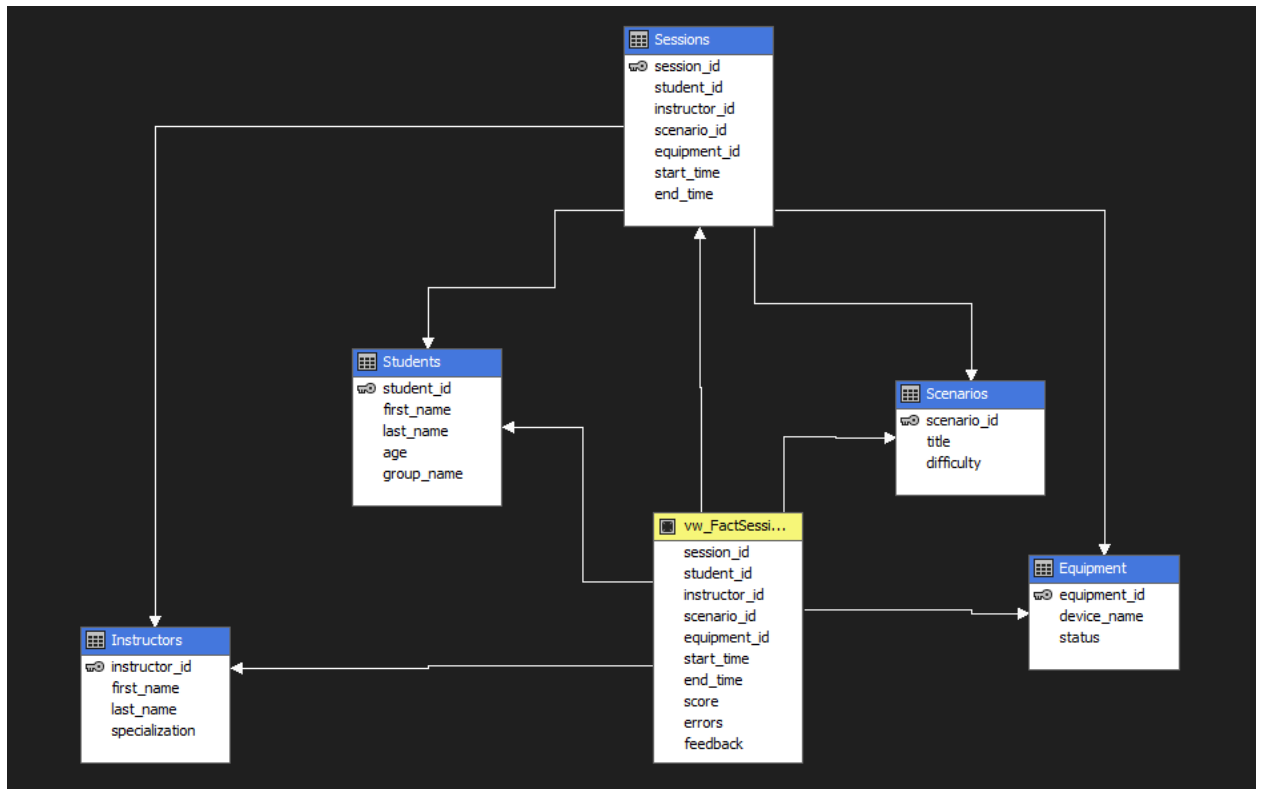 Sessions
session_id
student_id
instructor_id
scenario_id
equipment_id
start_time
end_time
Students
student_id
first_name
last_name
age
group_name
Scenarios
scenario_id
title
difficulty
vw_FactSessi...
session_id
student_id
instructor_id
scenario_id
equipment_id
start_time
end_time
score
errors
feedback
Equipment
equipment_id
device_name
status
Instructors
instructor_id
first_name
last_name
specialization